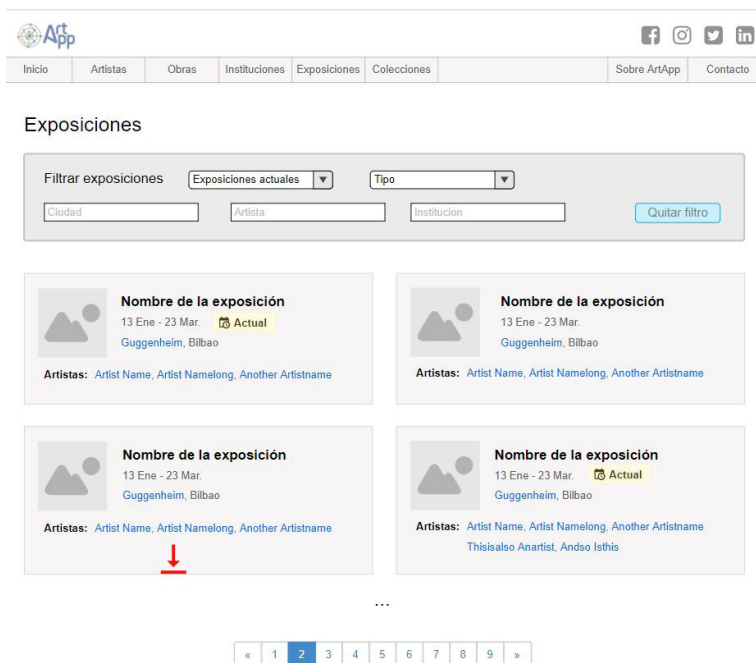 Art App
Inicio Artistas Obras Instituciones Exposiciones Colecciones Sobre ArtApp Contacto
Exposiciones
Filtrar exposiciones Exposiciones actuales Tipo
Ciudad Artista Institucion Quitar filtro
Nombre de la exposición
13 Ene - 23 Mar. Actual
Guggenheim, Bilbao
Artistas: Artist Name, Artist Namelong, Another Artistname
Nombre de la exposición
13 Ene - 23 Mar.
Guggenheim, Bilbao
Artistas: Artist Name, Artist Namelong, Another Artistname
Nombre de la exposición
13 Ene - 23 Mar.
Guggenheim, Bilbao
Artistas: Artist Name, Artist Namelong, Another Artistname
Nombre de la exposición
13 Ene - 23 Mar. Actual
Guggenheim, Bilbao
Artistas: Artist Name, Artist Namelong, Another Artistname
Thisisalso Anartist, Andso Isthis
...
« 1 2 3 4 5 6 7 8 9 »